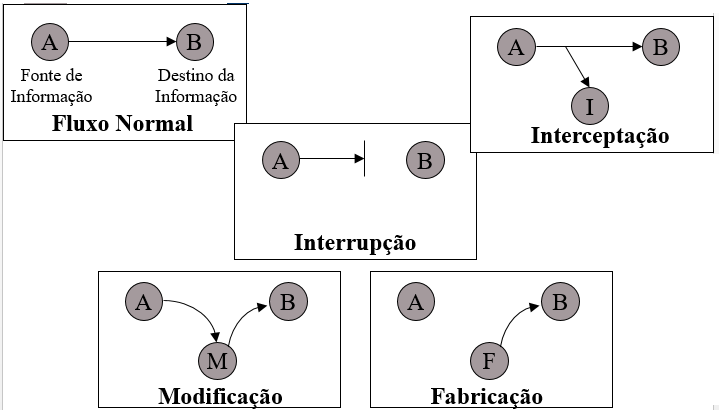 A
B
Fonte de
Informação
Destino da
Informação
Fluxo Normal
A
B
I
Interceptação
A
B
Interrupção
A
B
M
Modificação
A
B
F
Fabricação